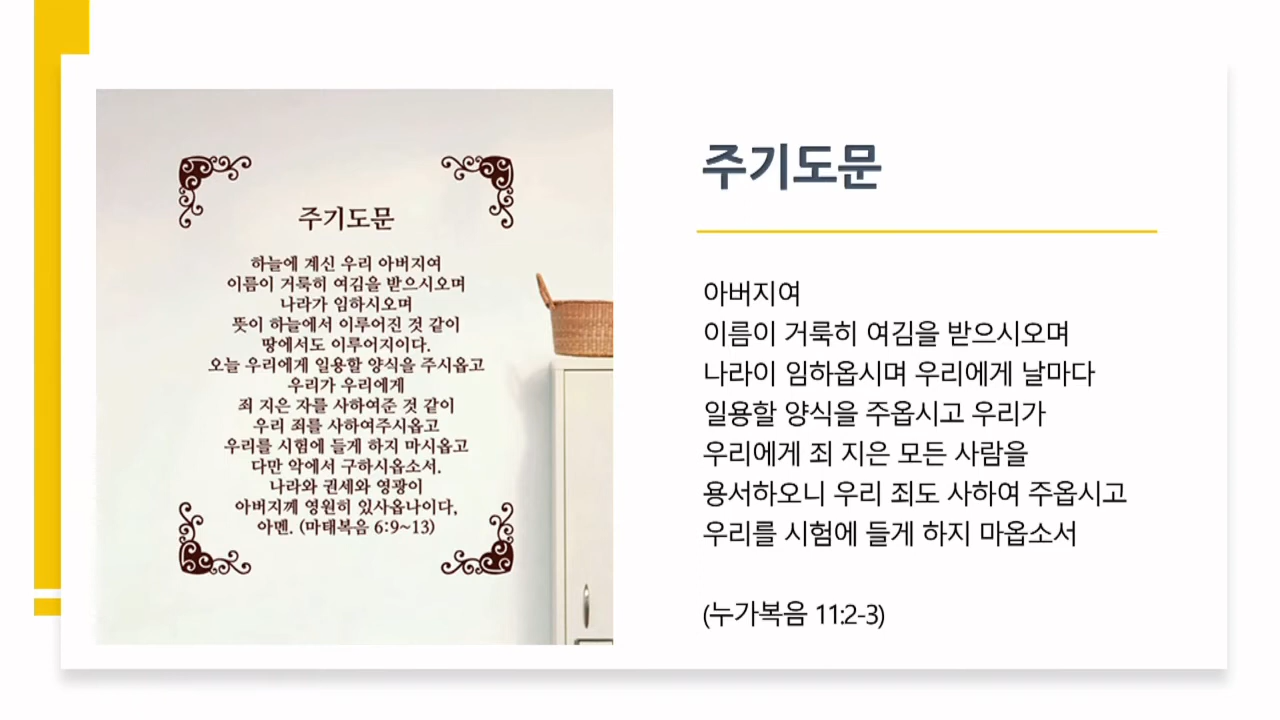 주기도문
하늘에 계신 우리 아버지여
이름이 거룩히 여김을 받으시오며
나라가 임하시오며
뜻이 하늘에서 이루어진 것 같이
땅에서도 이루어지이다.
오늘 우리에게 일용할 양식을 주시옵고
우리가 우리에게
죄 지은 자를 사하여준 것 같이
우리 죄를 사하여주시옵고
우리를 시험에 들게 하지 마시옵고
다만 악에서 구하시옵소서.
나라와 권세와 영광이
아버지께 영원히 있사옵나이다,
아멘. (마태복음 6:9~13)
주기도문
아버지여
이름이 거룩히 여김을 받으시오며
나라이 임하옵시며 우리에게 날마다
일용할 양식을 주옵시고 우리가
우리에게 죄 지은 모든 사람을
용서하오니 우리 죄도 사하여 주옵시고
우리를 시험에 들게 하지 마옵소서
(누가복음 11:2-3)